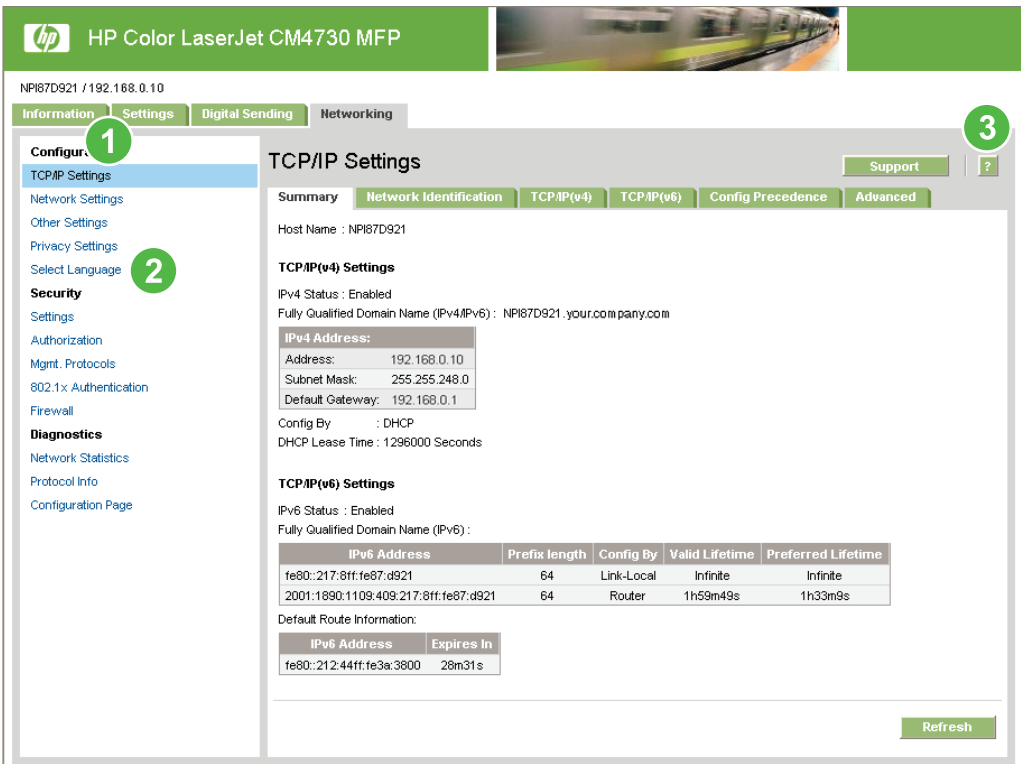 hp HP Color LaserJet CM4730 MFP
NPI87D921 / 192.168.0.10
Information Settings Digital Sending Networking
1
2
3
TCP/IP Settings
Network Settings
Other Settings
Privacy Settings
Select Language
Security
Settings
Authorization
Mgmt. Protocols
802.1x Authentication
Firewall
Diagnostics
Network Statistics
Protocol Info
Configuration Page
TCP/IP Settings
Support ?
Summary Network Identification TCP/IP(v4) TCP/IP(v6) Config Precedence Advanced
Host Name : NPI87D921
TCP/IP(v4) Settings
IPv4 Status : Enabled
Fully Qualified Domain Name (IPv4/IPv6) : NPI87D921.your.company.com
IPv4 Address:
Address: 192.168.0.10
Subnet Mask: 255.255.248.0
Default Gateway: 192.168.0.1
Config By : DHCP
DHCP Lease Time : 1296000 Seconds
TCP/IP(v6) Settings
IPv6 Status : Enabled
Fully Qualified Domain Name (IPv6) :
IPv6 Address Prefix length Config By Valid Lifetime Preferred Lifetime
fe80::217:8ff:fe87:d921 64 Link-Local Infinite Infinite
2001:1890:1109:409:217:8ff:fe87:d921 64 Router 1h59m49s 1h33m9s
Default Route Information:
IPv6 Address Expires In
fe80::212:44ff:fe3a:3800 28m31s
Refresh